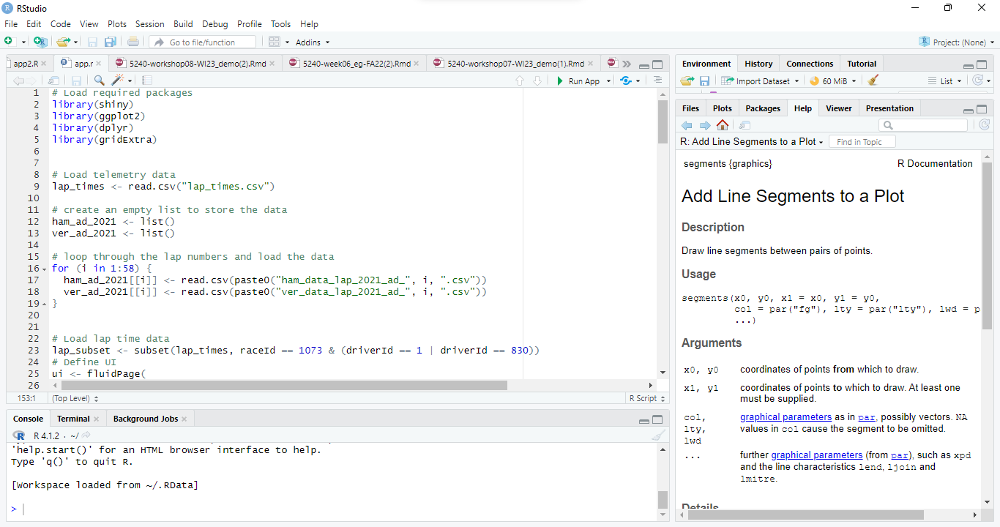 RStudio
File Edit Code View Plots Session Build Debug Profile Tools Help
Go to file/function Addins Project: (None)
app2.R app.r 5240-workshop08-WI23_demo(2).Rmd 5240-week06_eg-FA22(2).Rmd 5240-workshop07-WI23_demo(1).Rmd
Run App
1 # Load required packages
2 library(shiny)
3 library(ggplot2)
4 library(dplyr)
5 library(gridExtra)
6
7
8 # Load telemetry data
9 lap_times <- read.csv("lap_times.csv")
10
11 # create an empty list to store the data
12 ham_ad_2021 <- list()
13 ver_ad_2021 <- list()
14
15 # loop through the lap numbers and load the data
16 for (i in 1:58) {
17 ham_ad_2021[[i]] <- read.csv(paste0("ham_data_lap_2021_ad_", i, ".csv"))
18 ver_ad_2021[[i]] <- read.csv(paste0("ver_data_lap_2021_ad_", i, ".csv"))
19 }
20
21
22 # Load lap time data
23 lap_subset <- subset(lap_times, raceId == 1073 & (driverId == 1 | driverId == 830))
24 # Define UI
25 ui <- fluidPage(
26
153:1 (Top Level) R Script
Console Terminal Background Jobs
R 4.1.2 · ~/
'help.start()' for an HTML browser interface to help.
Type 'q()' to quit R.
[Workspace loaded from ~/.RData]
>
Environment History Connections Tutorial
Import Dataset 60 MiB List
Files Plots Packages Help Viewer Presentation
R: Add Line Segments to a Plot Find in Topic
segments {graphics} R Documentation
Add Line Segments to a Plot
Description
Draw line segments between pairs of points.
Usage
segments(x0, y0, x1 = x0, y1 = y0,
col = par("fg"), lty = par("lty"), lwd = p
...)
Arguments
x0, y0 coordinates of points from which to draw.
x1, y1 coordinates of points to which to draw. At least one
must be supplied.
col, graphical parameters as in par, possibly vectors. NA
lty, values in col cause the segment to be omitted.
lwd
... further graphical parameters (from par), such as xpd
and the line characteristics lend, ljoin and
lmitre.
Details